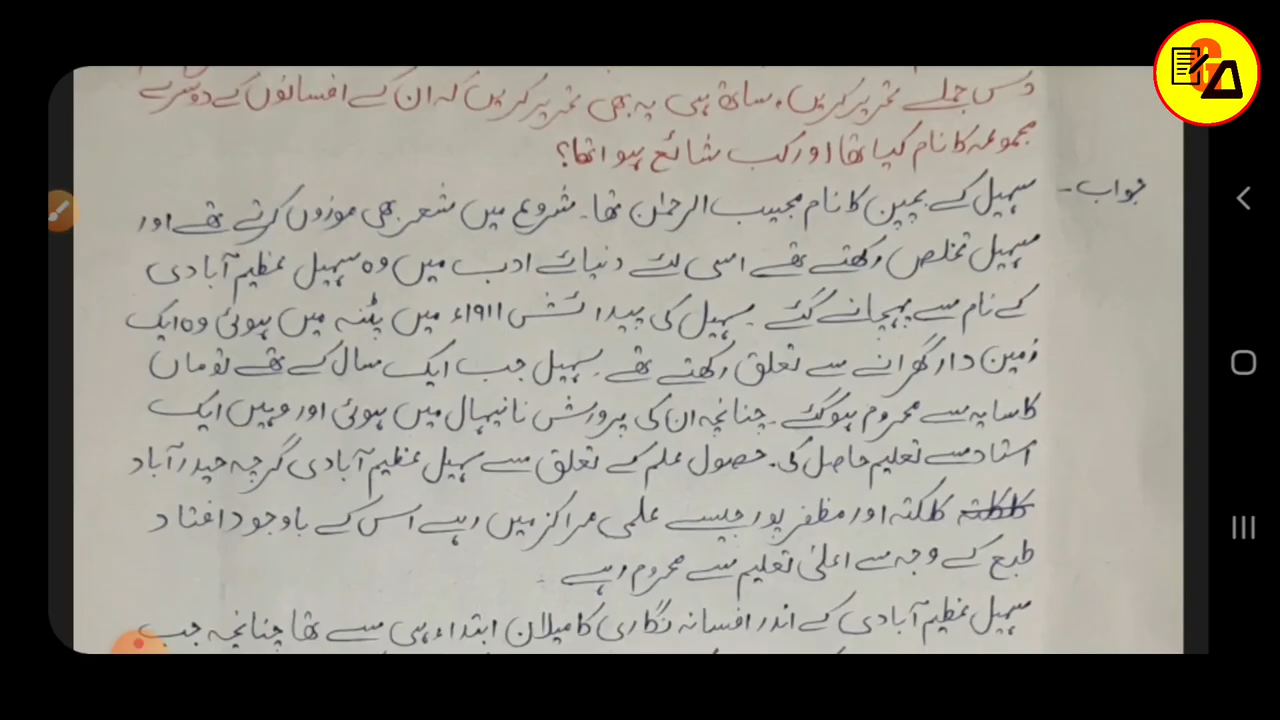 دس جملے تحریر کریں، ساتھ ہی یہ بھی تحریر کریں کہ ان کے افسانوں کے دوسرے
مجموعہ کا نام کیا تھا اور کب شائع ہوا تھا؟
جواب۔ سہیل کے بچپن کا نام مجیب الرحمٰن تھا۔ شروع میں شعر بھی موزوں کرتے تھے اور
سہیل تخلص رکھتے تھے اسی لئے دنیائے ادب میں وہ سہیل عظیم آبادی
کے نام سے پہچانے گئے۔ سہیل کی پیدائش ۱۹۱۱ء میں پٹنہ میں ہوئی وہ ایک
زمین دار گھرانے سے تعلق رکھتے تھے۔ سہیل جب ایک سال کے تھے تو ماں
کا سایہ سے محروم ہو گئے۔ چنانچہ ان کی پرورش نانیہال میں ہوئی اور وہیں ایک
استاد سے تعلیم حاصل کی۔ حصول علم کے تعلق سے سہیل عظیم آبادی گرچہ حیدرآباد
کلکتہ اور مظفر پور جیسے علمی مراکز میں رہے اس کے باوجود افتاد
طبع کے وجہ سے اعلیٰ تعلیم سے محروم رہے۔
سہیل عظیم آبادی کے اندر افسانہ نگاری کا میلان ابتداء ہی سے تھا چنانچہ جب